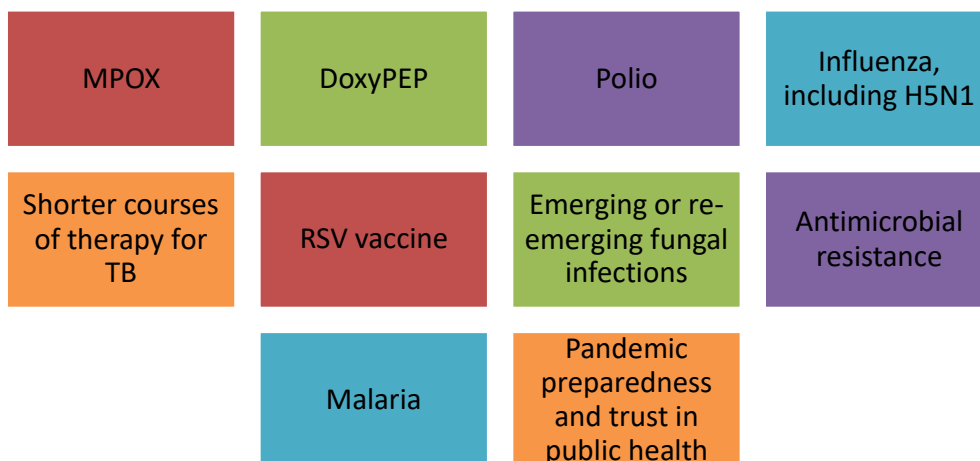 MPOX
DoxyPEP
Polio
Influenza,
including H5N1
Shorter courses
of therapy for
TB
RSV vaccine
Emerging or re-
emerging fungal
infections
Antimicrobial
resistance
Malaria
Pandemic
preparedness
and trust in
public health